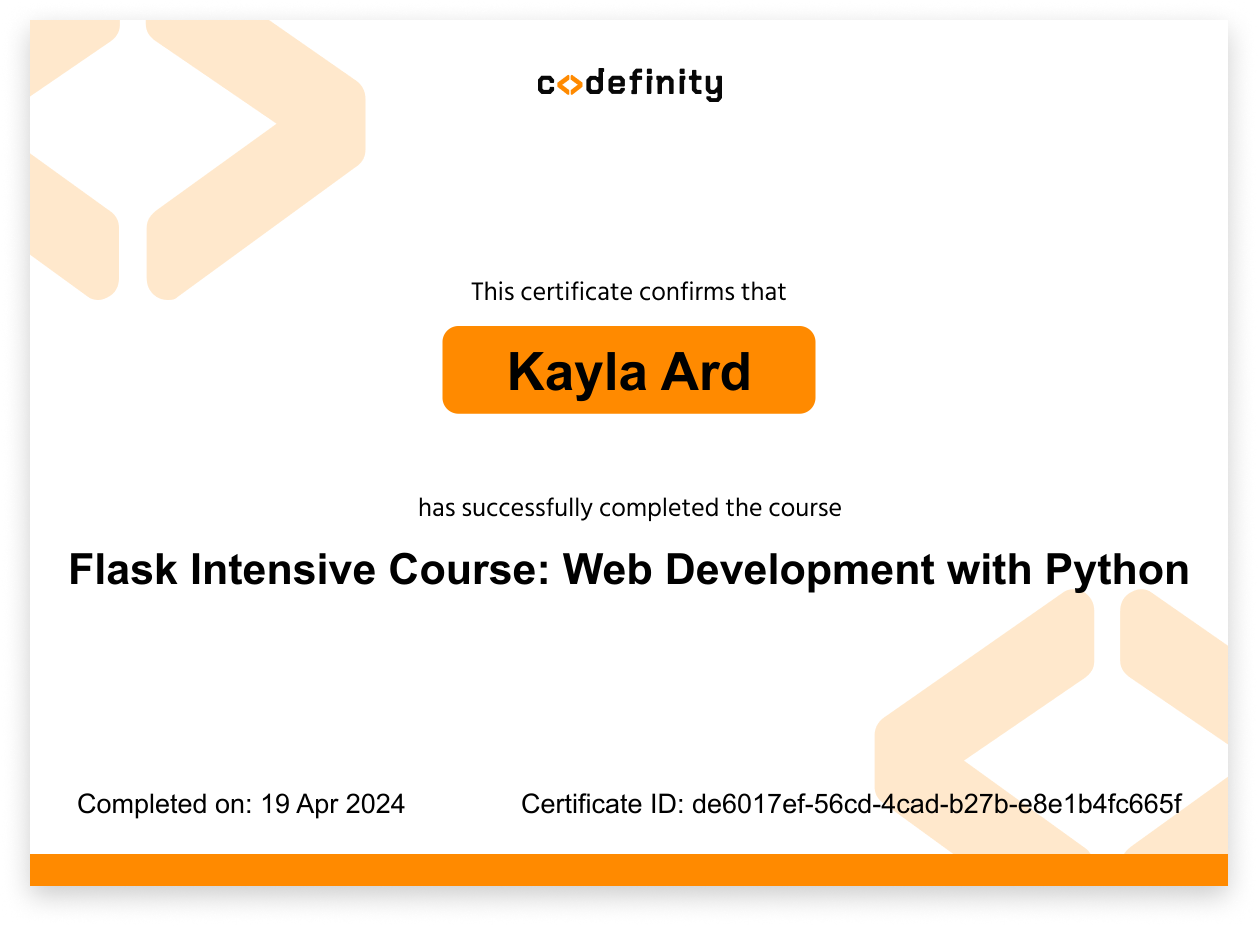 codefinity
This certificate confirms that
Kayla Ard
has successfully completed the course
Flask Intensive Course: Web Development with Python
Completed on: 19 Apr 2024
Certificate ID: de6017ef-56cd-4cad-b27b-e8e1b4fc665f